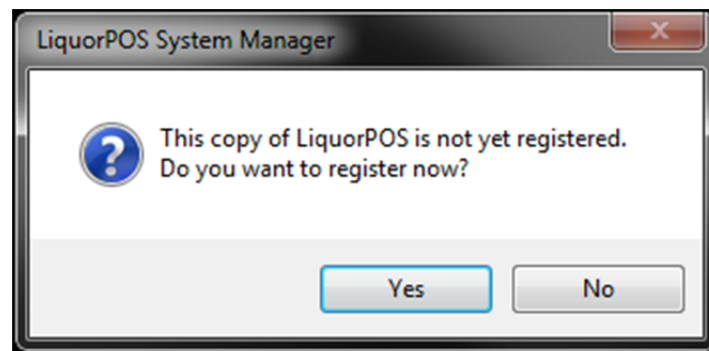 LiquorPOS System Manager
This copy of LiquorPOS is not yet registered.
Do you want to register now?
Yes No